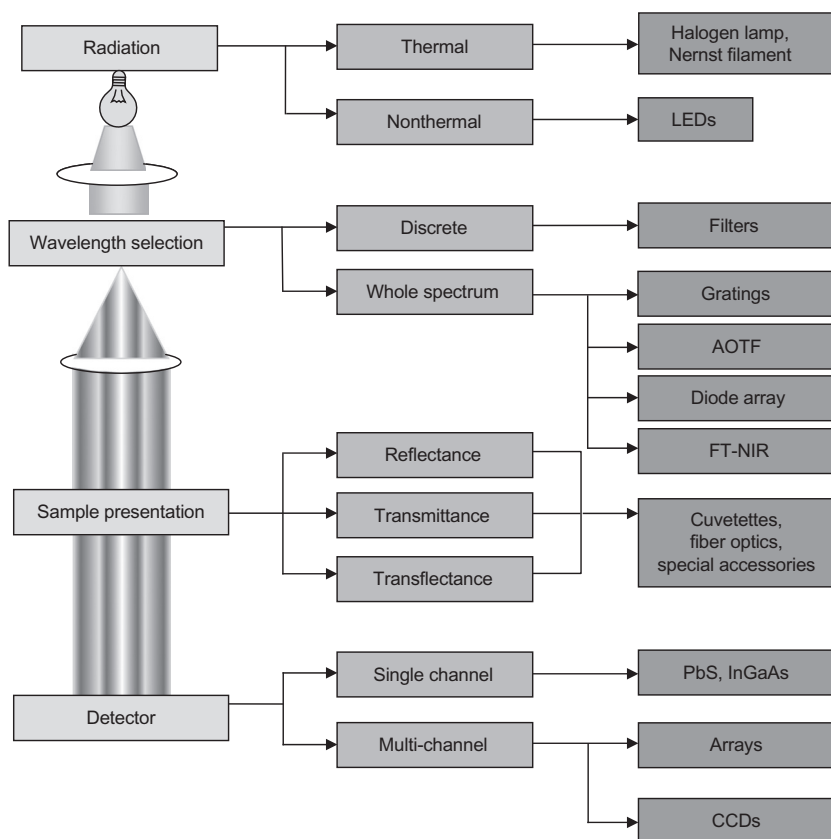 Radiation
Thermal
Halogen lamp,
Nernst filament
Nonthermal
LEDs
Wavelength selection
Discrete
Filters
Whole spectrum
Gratings
AOTF
Diode array
FT-NIR
Sample presentation
Reflectance
Transmittance
Transflectance
Cuvetettes,
fiber optics,
special accessories
Detector
Single channel
PbS, InGaAs
Multi-channel
Arrays
CCDs